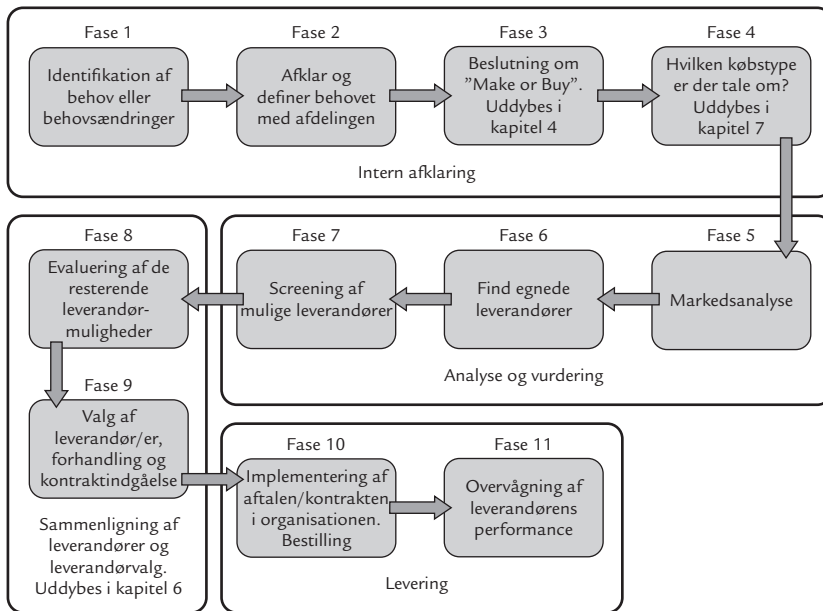 Fase 1
Identifikation af
behov eller
behovsændringer
Fase 2
Afklar og
definer behovet
med afdelingen
Fase 3
Beslutning om
”Make or Buy”.
Uddybes i
kapitel 4
Fase 4
Hvilken købstype
er der tale om?
Uddybes i
kapitel 7
Intern afklaring
Fase 5
Markedsanalyse
Fase 6
Find egnede
leverandører
Fase 7
Screening af
mulige leverandører
Analyse og vurdering
Fase 8
Evaluering af de
resterende
leverandør-
muligheder
Fase 9
Valg af
leverandør/er,
forhandling og
kontraktindgåelse
Sammenligning af
leverandører og
leverandørvalg.
Uddybes i kapitel 6
Fase 10
Implementering af
aftalen/kontrakten
i organisationen.
Bestilling
Fase 11
Overvågning af
leverandørens
performance
Levering